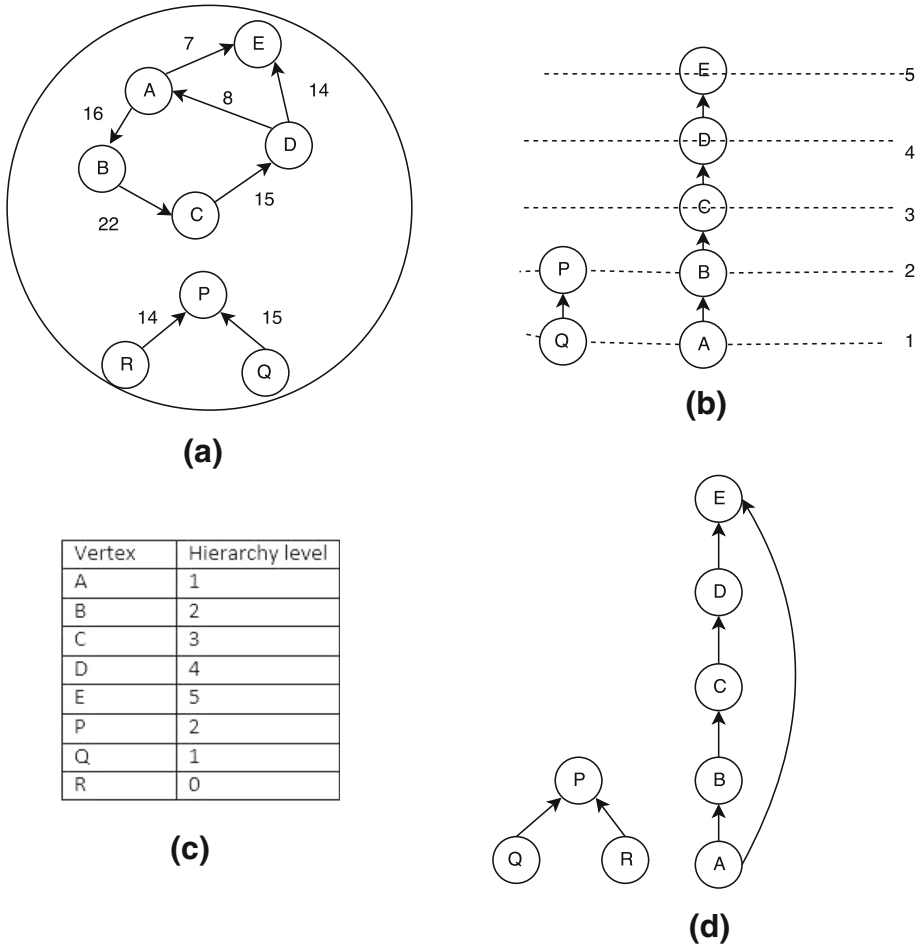 E
7
A
8
14
16
D
B
15
22
C
P
14
15
R
Q
(a)
E 5
D 4
C 3
P B 2
Q A 1
(b)
Vertex Hierarchy level
A 1
B 2
C 3
D 4
E 5
P 2
Q 1
R 0
(c)
E
D
C
P B
Q R A
(d)